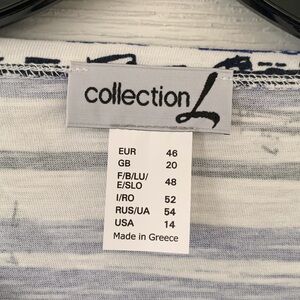 collection L
EUR 46
GB 20
F/B/LU/
E/SLO 48
I/RO 52
RUS/UA 54
USA 14
Made in Greece